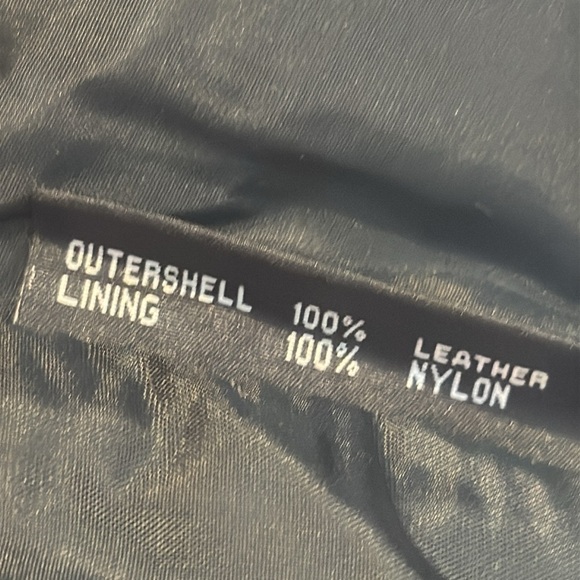 OUTERSHELL 100% LEATHER
LINING 100% NYLON